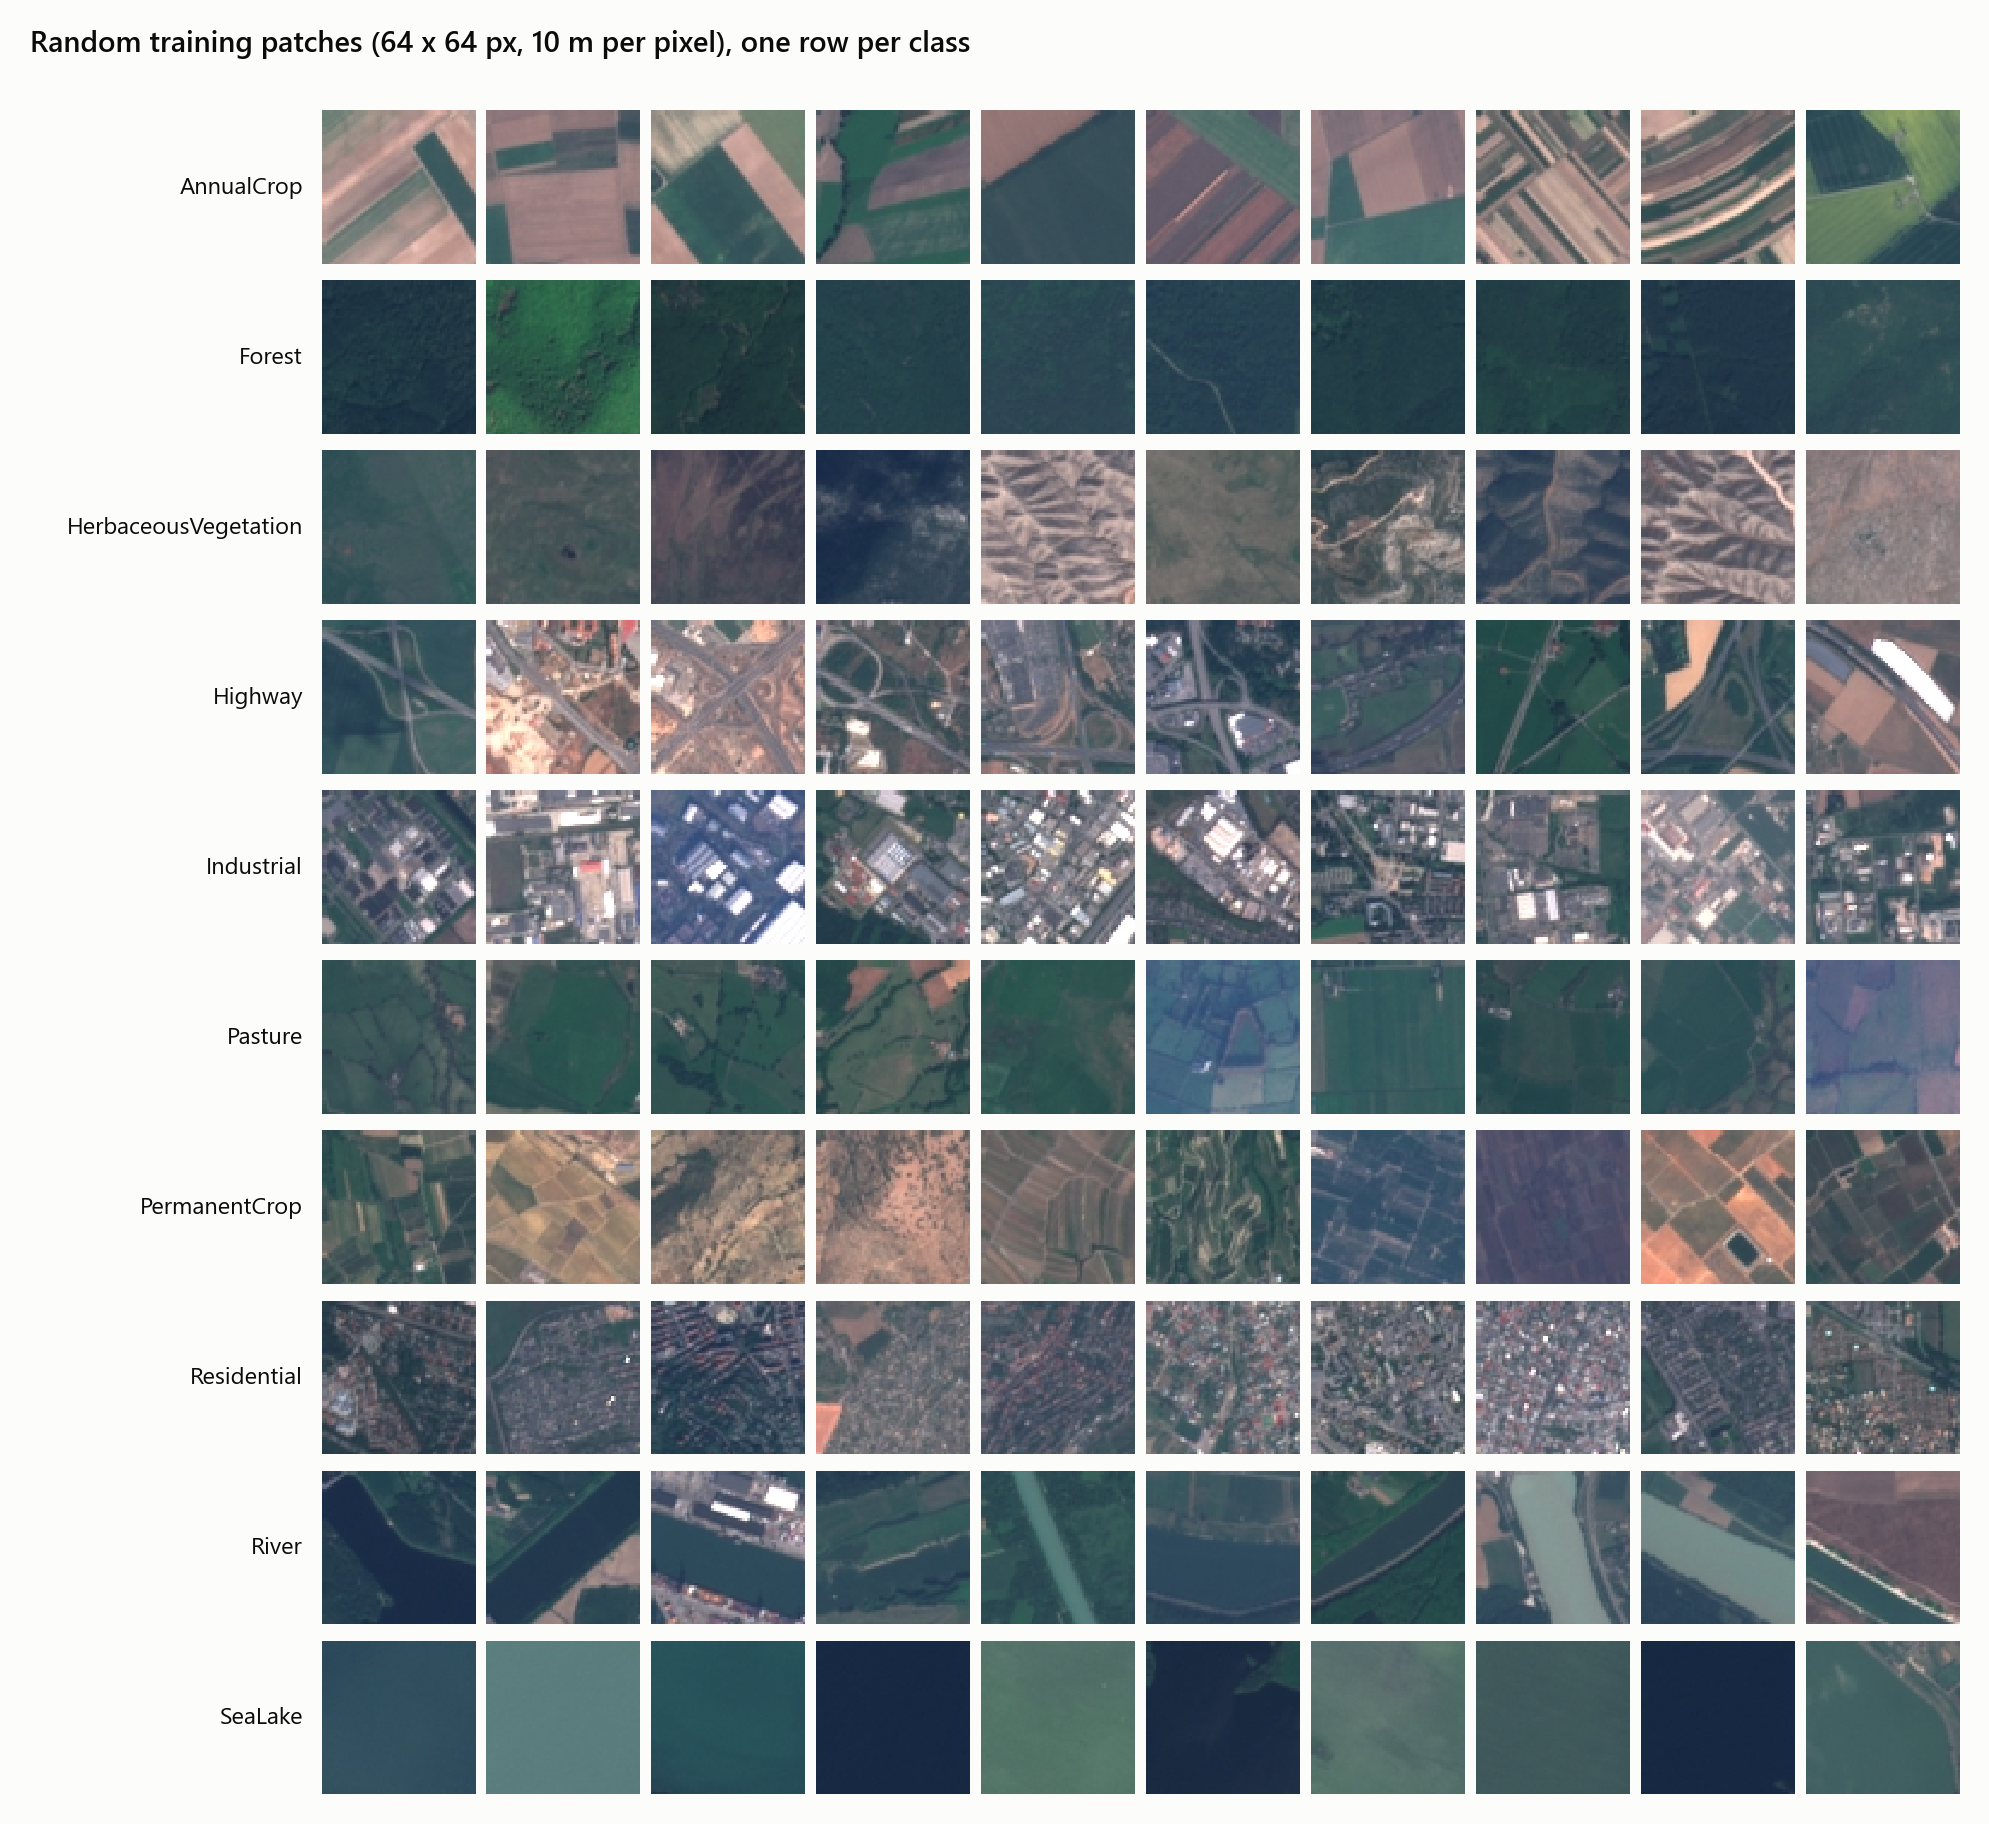 Random training patches (64 x 64 px, 10 m per pixel), one row per class
AnnualCrop
Forest
HerbaceousVegetation
Highway
Industrial
Pasture
PermanentCrop
Residential
River
SeaLake